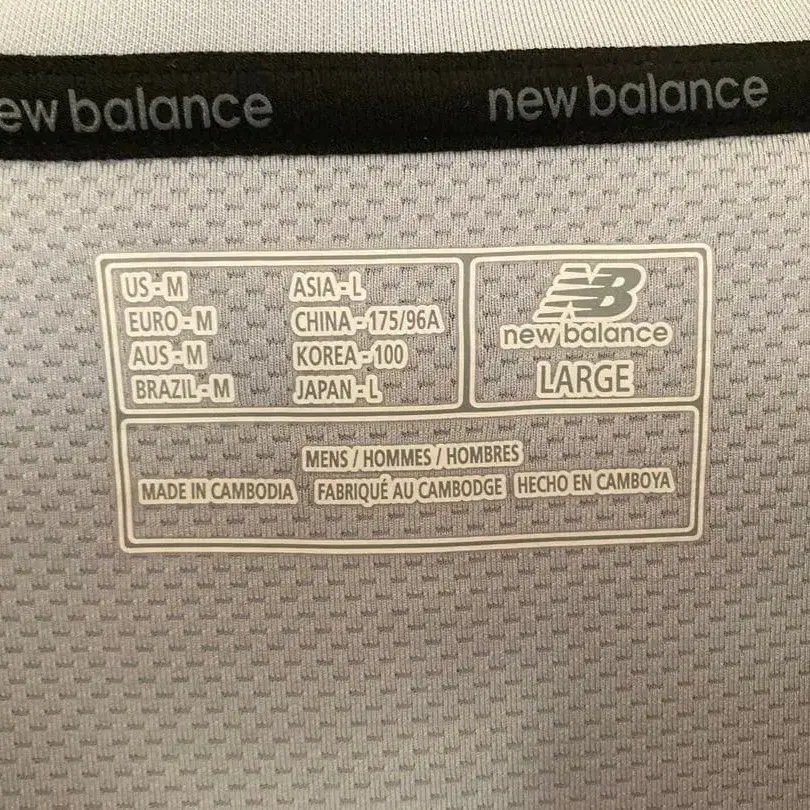 new balance
new balance
US-M
EURO-M
AUS-M
BRAZIL-M
ASIA-L
CHINA-175/96A
KOREA-100
JAPAN-L
NB
new balance
LARGE
MENS / HOMMES / HOMBRES
MADE IN CAMBODIA FABRIQUÉ AU CAMBODGE HECHO EN CAMBOYA